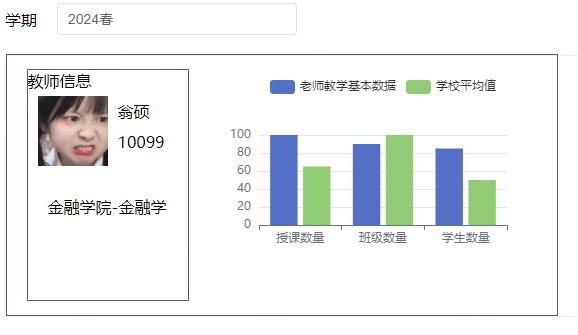 学期 2024春
教师信息
翁硕
10099
金融学院-金融学
老师教学基本数据 学校平均值
100
80
60
40
20
0
授课数量 班级数量 学生数量